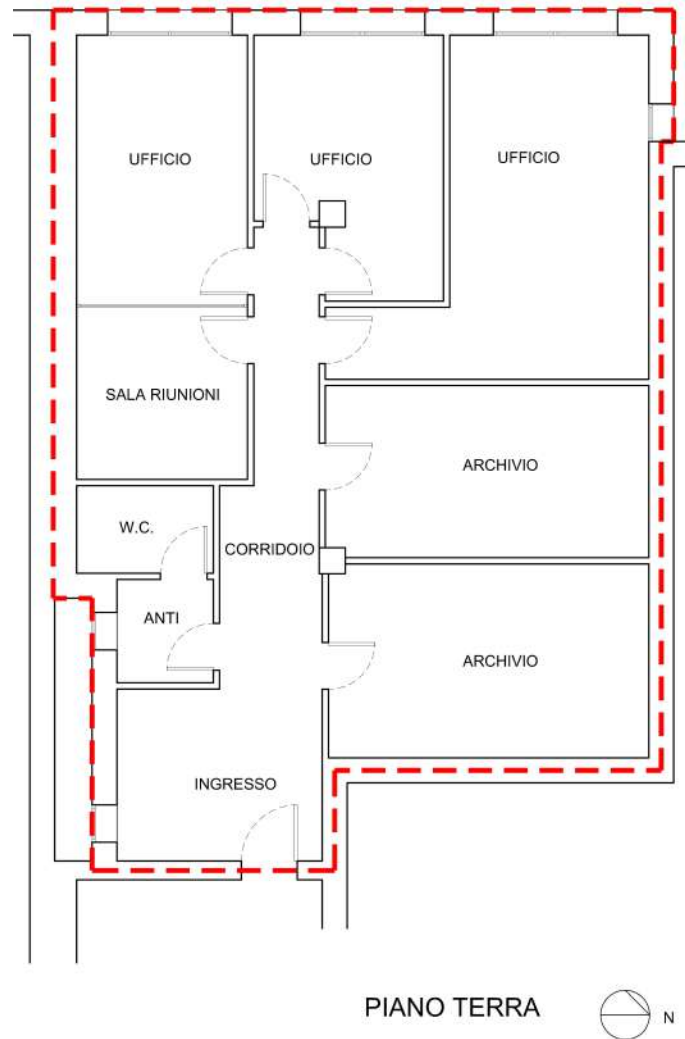 UFFICIO
UFFICIO
UFFICIO
SALA RIUNIONI
ARCHIVIO
W.C.
CORRIDOIO
ANTI
ARCHIVIO
INGRESSO
PIANO TERRA
N